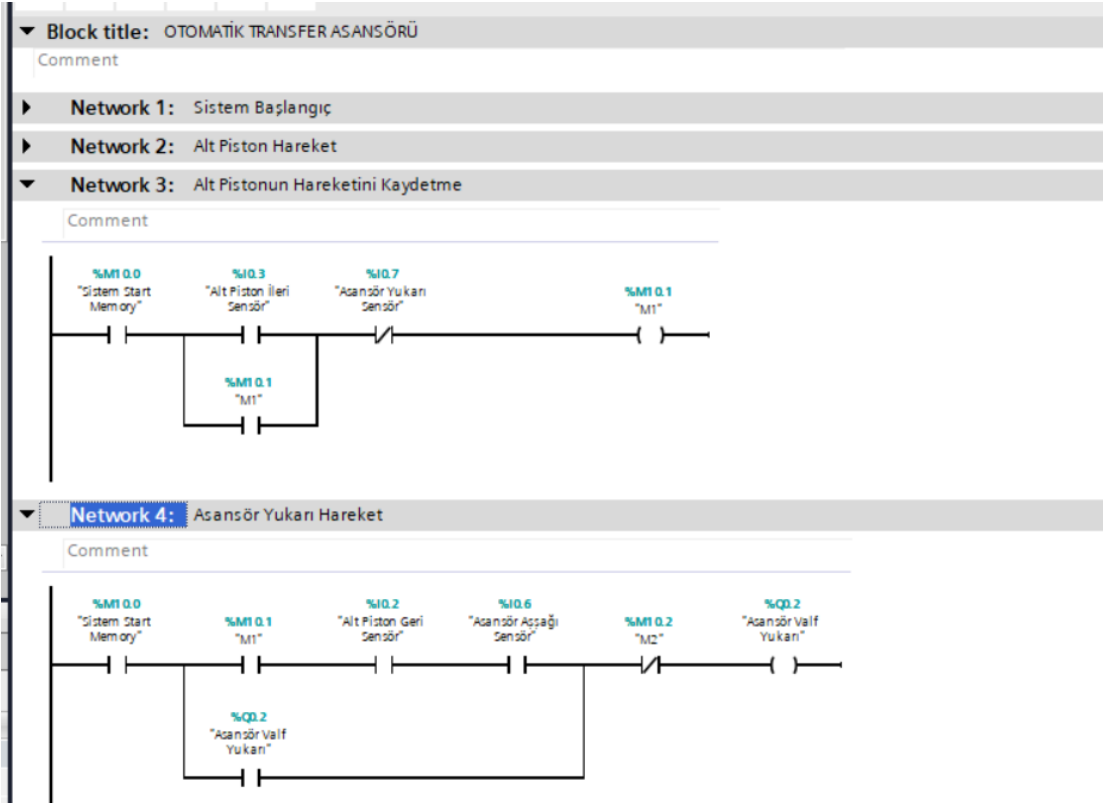 Block title: OTOMATİK TRANSFER ASANSÖRÜ
Comment
Network 1: Sistem Başlangıç
Network 2: Alt Piston Hareket
Network 3: Alt Pistonun Hareketini Kaydetme
Comment
%M10.0 %I0.3 %I0.7
"Sistem Start "Alt Piston İleri "Asansör Yukarı %M10.1
Memory" Sensör" Sensör" "M1"
%M10.1
"M1"
Network 4: Asansör Yukarı Hareket
Comment
%M10.0 %I0.2 %I0.6 %Q0.2
"Sistem Start %M10.1 "Alt Piston Geri "Asansör Aşşağı %M10.2 "Asansör Valf
Memory" "M1" Sensör" Sensör" "M2" Yukarı"
%Q0.2
"Asansör Valf
Yukarı"